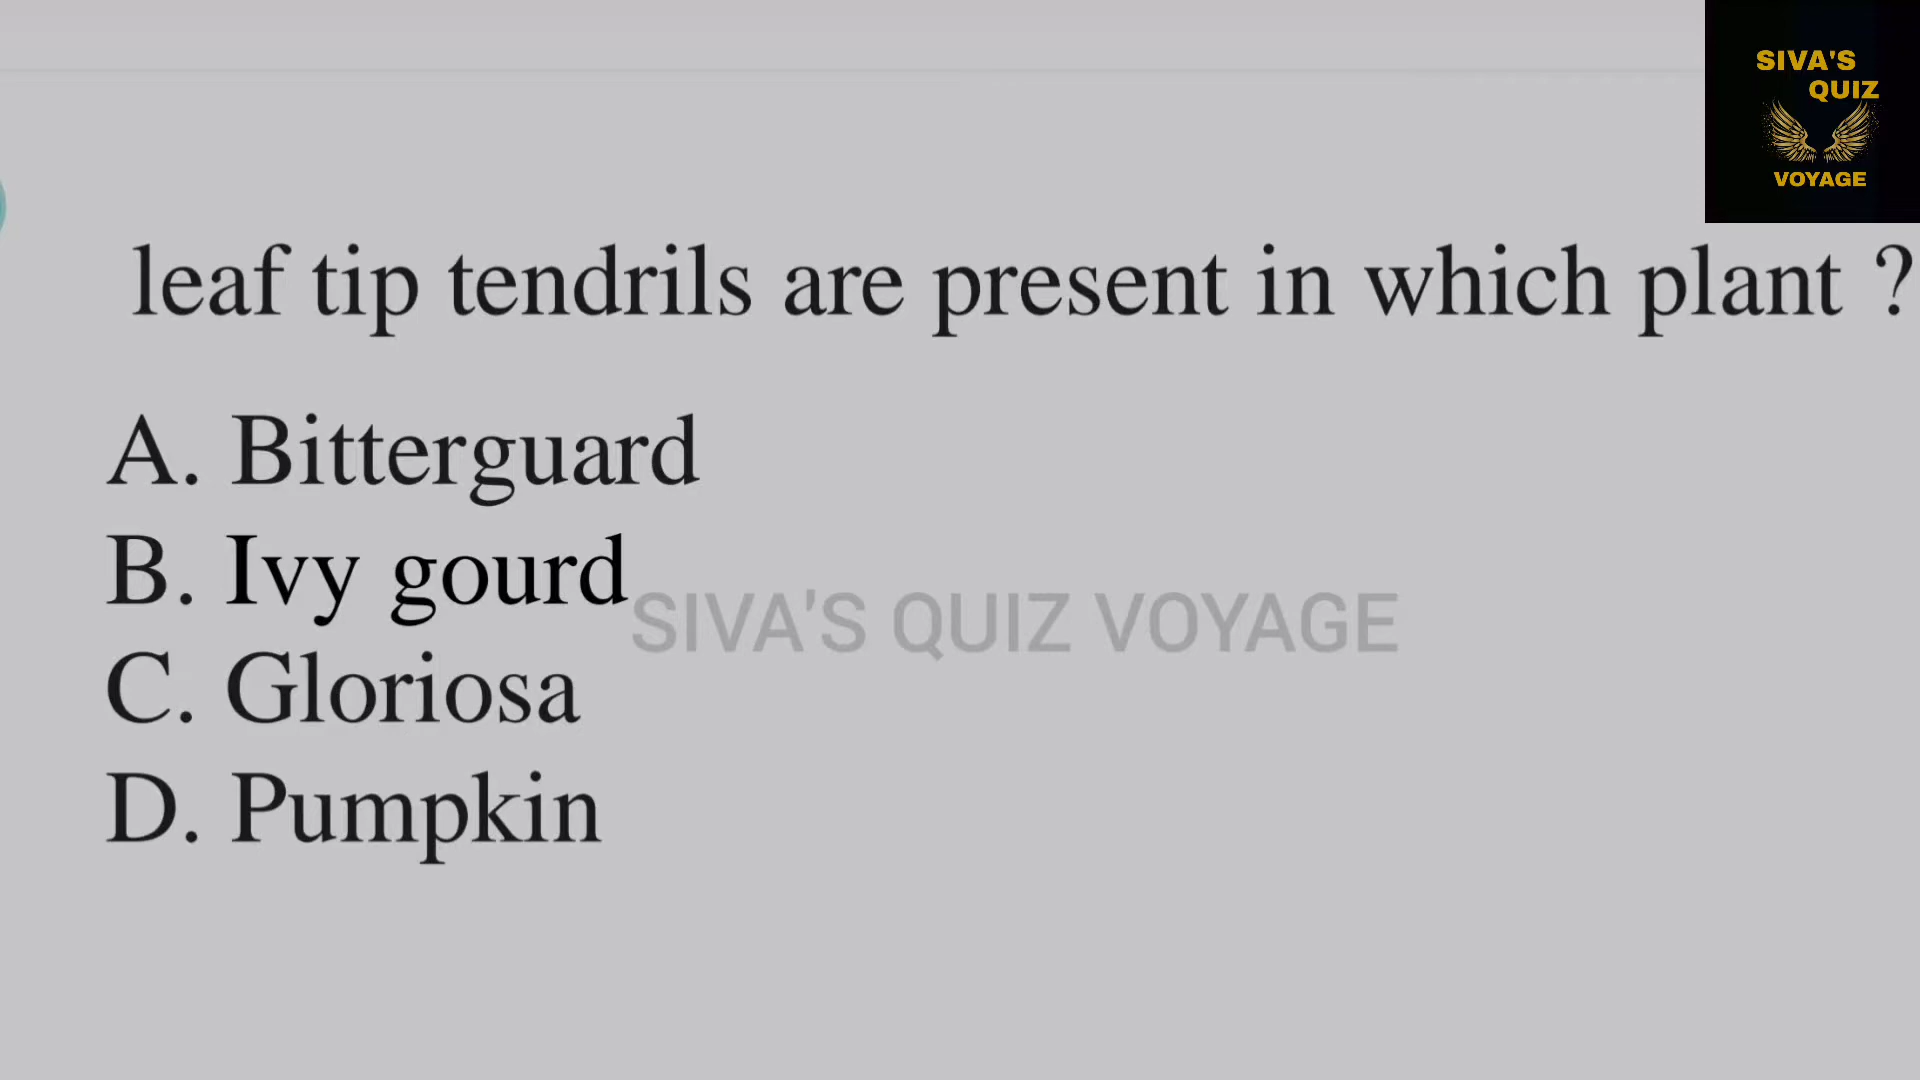 SIVA'S
QUIZ
VOYAGE
leaf tip tendrils are present in which plant ?
A. Bitterguard
B. Ivy gourd
SIVA'S QUIZ VOYAGE
C. Gloriosa
D. Pumpkin